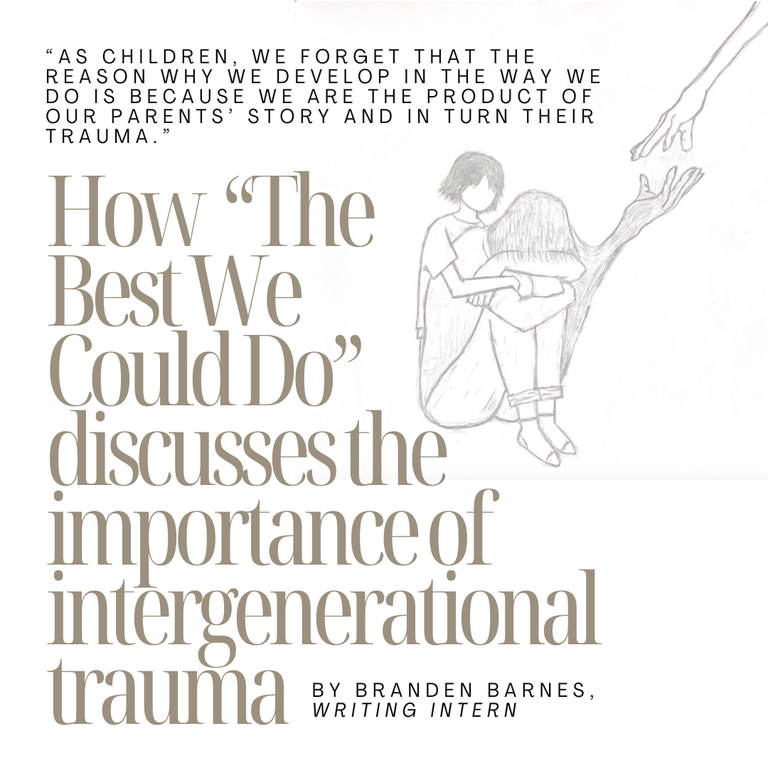 “AS CHILDREN, WE FORGET THAT THE
REASON WHY WE DEVELOP IN THE WAY WE
DO IS BECAUSE WE ARE THE PRODUCT OF
OUR PARENTS’ STORY AND IN TURN THEIR
TRAUMA.”
How “The
Best We
Could Do”
discusses the
importance of
intergenerational
trauma
BY BRANDEN BARNES,
WRITING INTERN